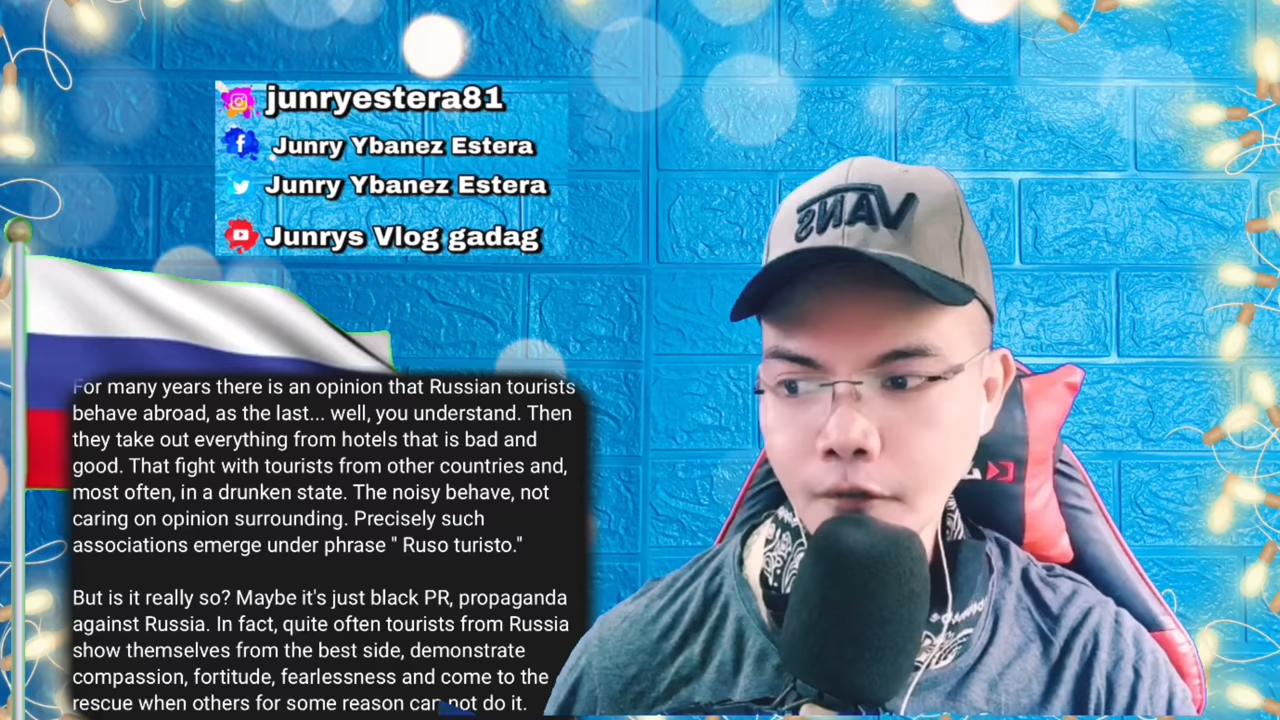 junryestera81
Junry Ybanez Estera
Junry Ybanez Estera
Junrys Vlog gadag
VANS
For many years there is an opinion that Russian tourists
behave abroad, as the last... well, you understand. Then
they take out everything from hotels that is bad and
good. That fight with tourists from other countries and,
most often, in a drunken state. The noisy behave, not
caring on opinion surrounding. Precisely such
associations emerge under phrase " Ruso turisto."
But is it really so? Maybe it's just black PR, propaganda
against Russia. In fact, quite often tourists from Russia
show themselves from the best side, demonstrate
compassion, fortitude, fearlessness and come to the
rescue when others for some reason can not do it.